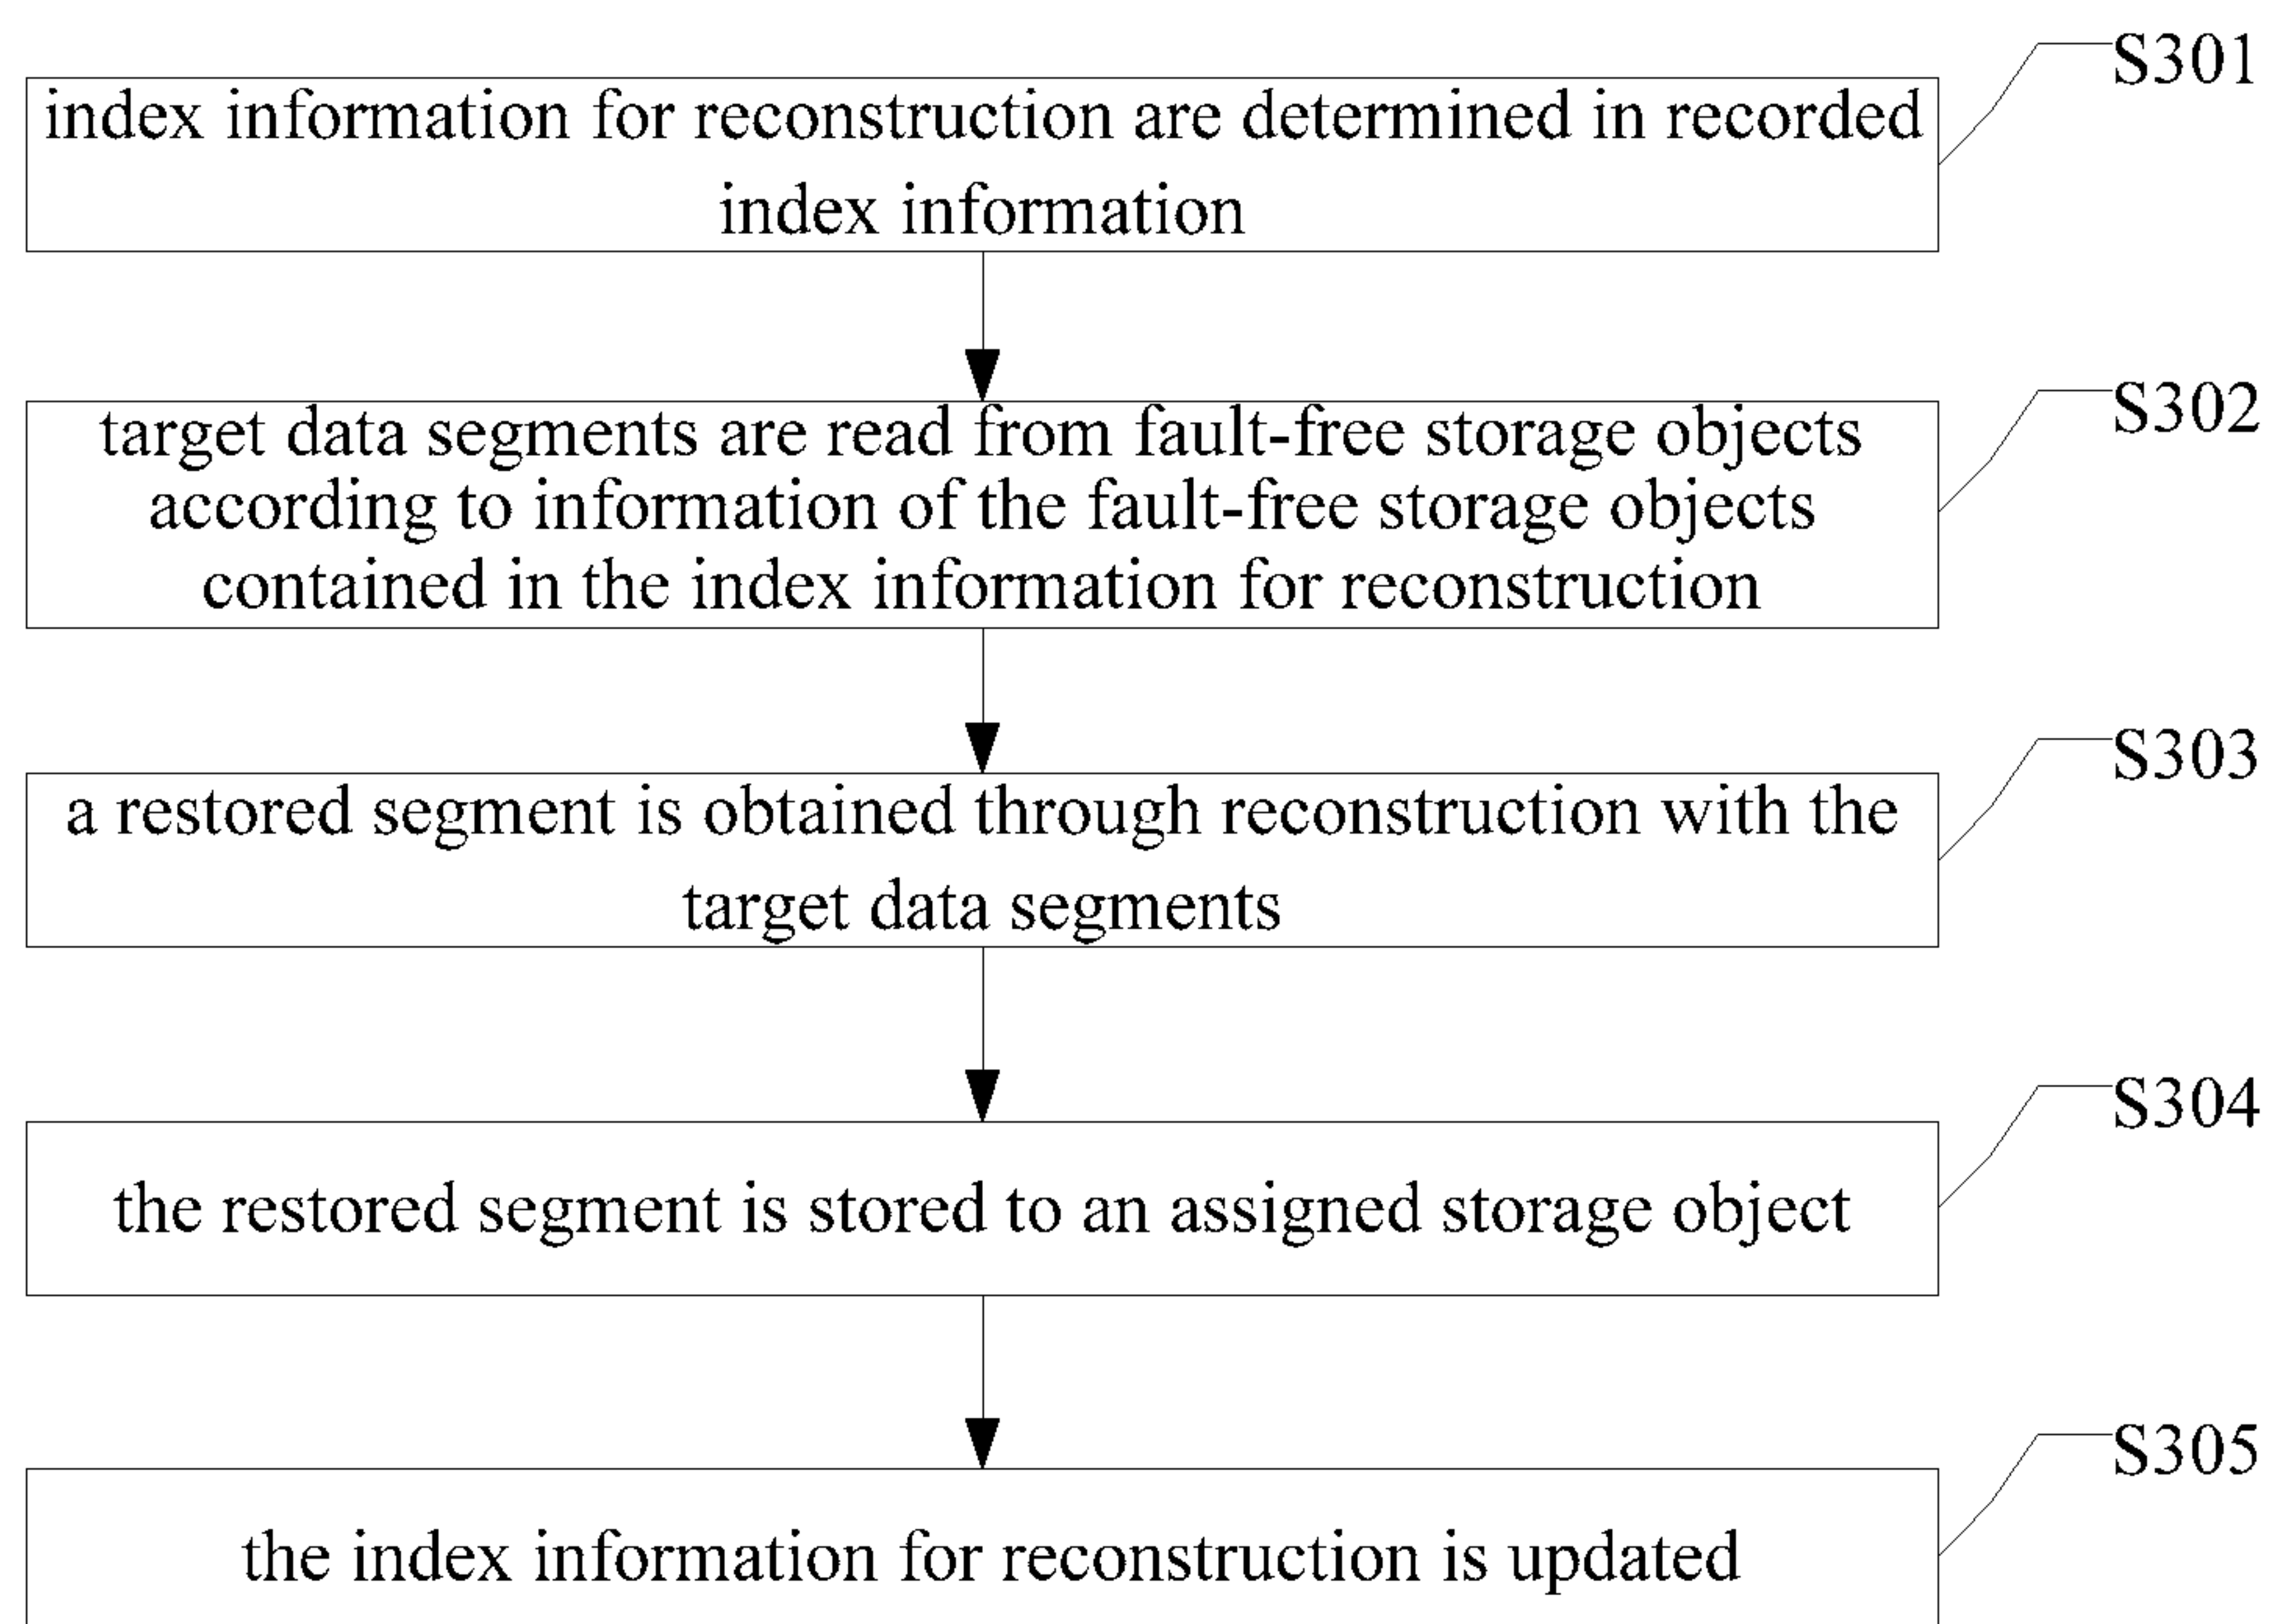 S301
index information for reconstruction are determined in recorded
index information
S302
target data segments are read from fault-free storage objects
according to information of the fault-free storage objects
contained in the index information for reconstruction
S303
a restored segment is obtained through reconstruction with the
target data segments
S304
the restored segment is stored to an assigned storage object
S305
the index information for reconstruction is updated